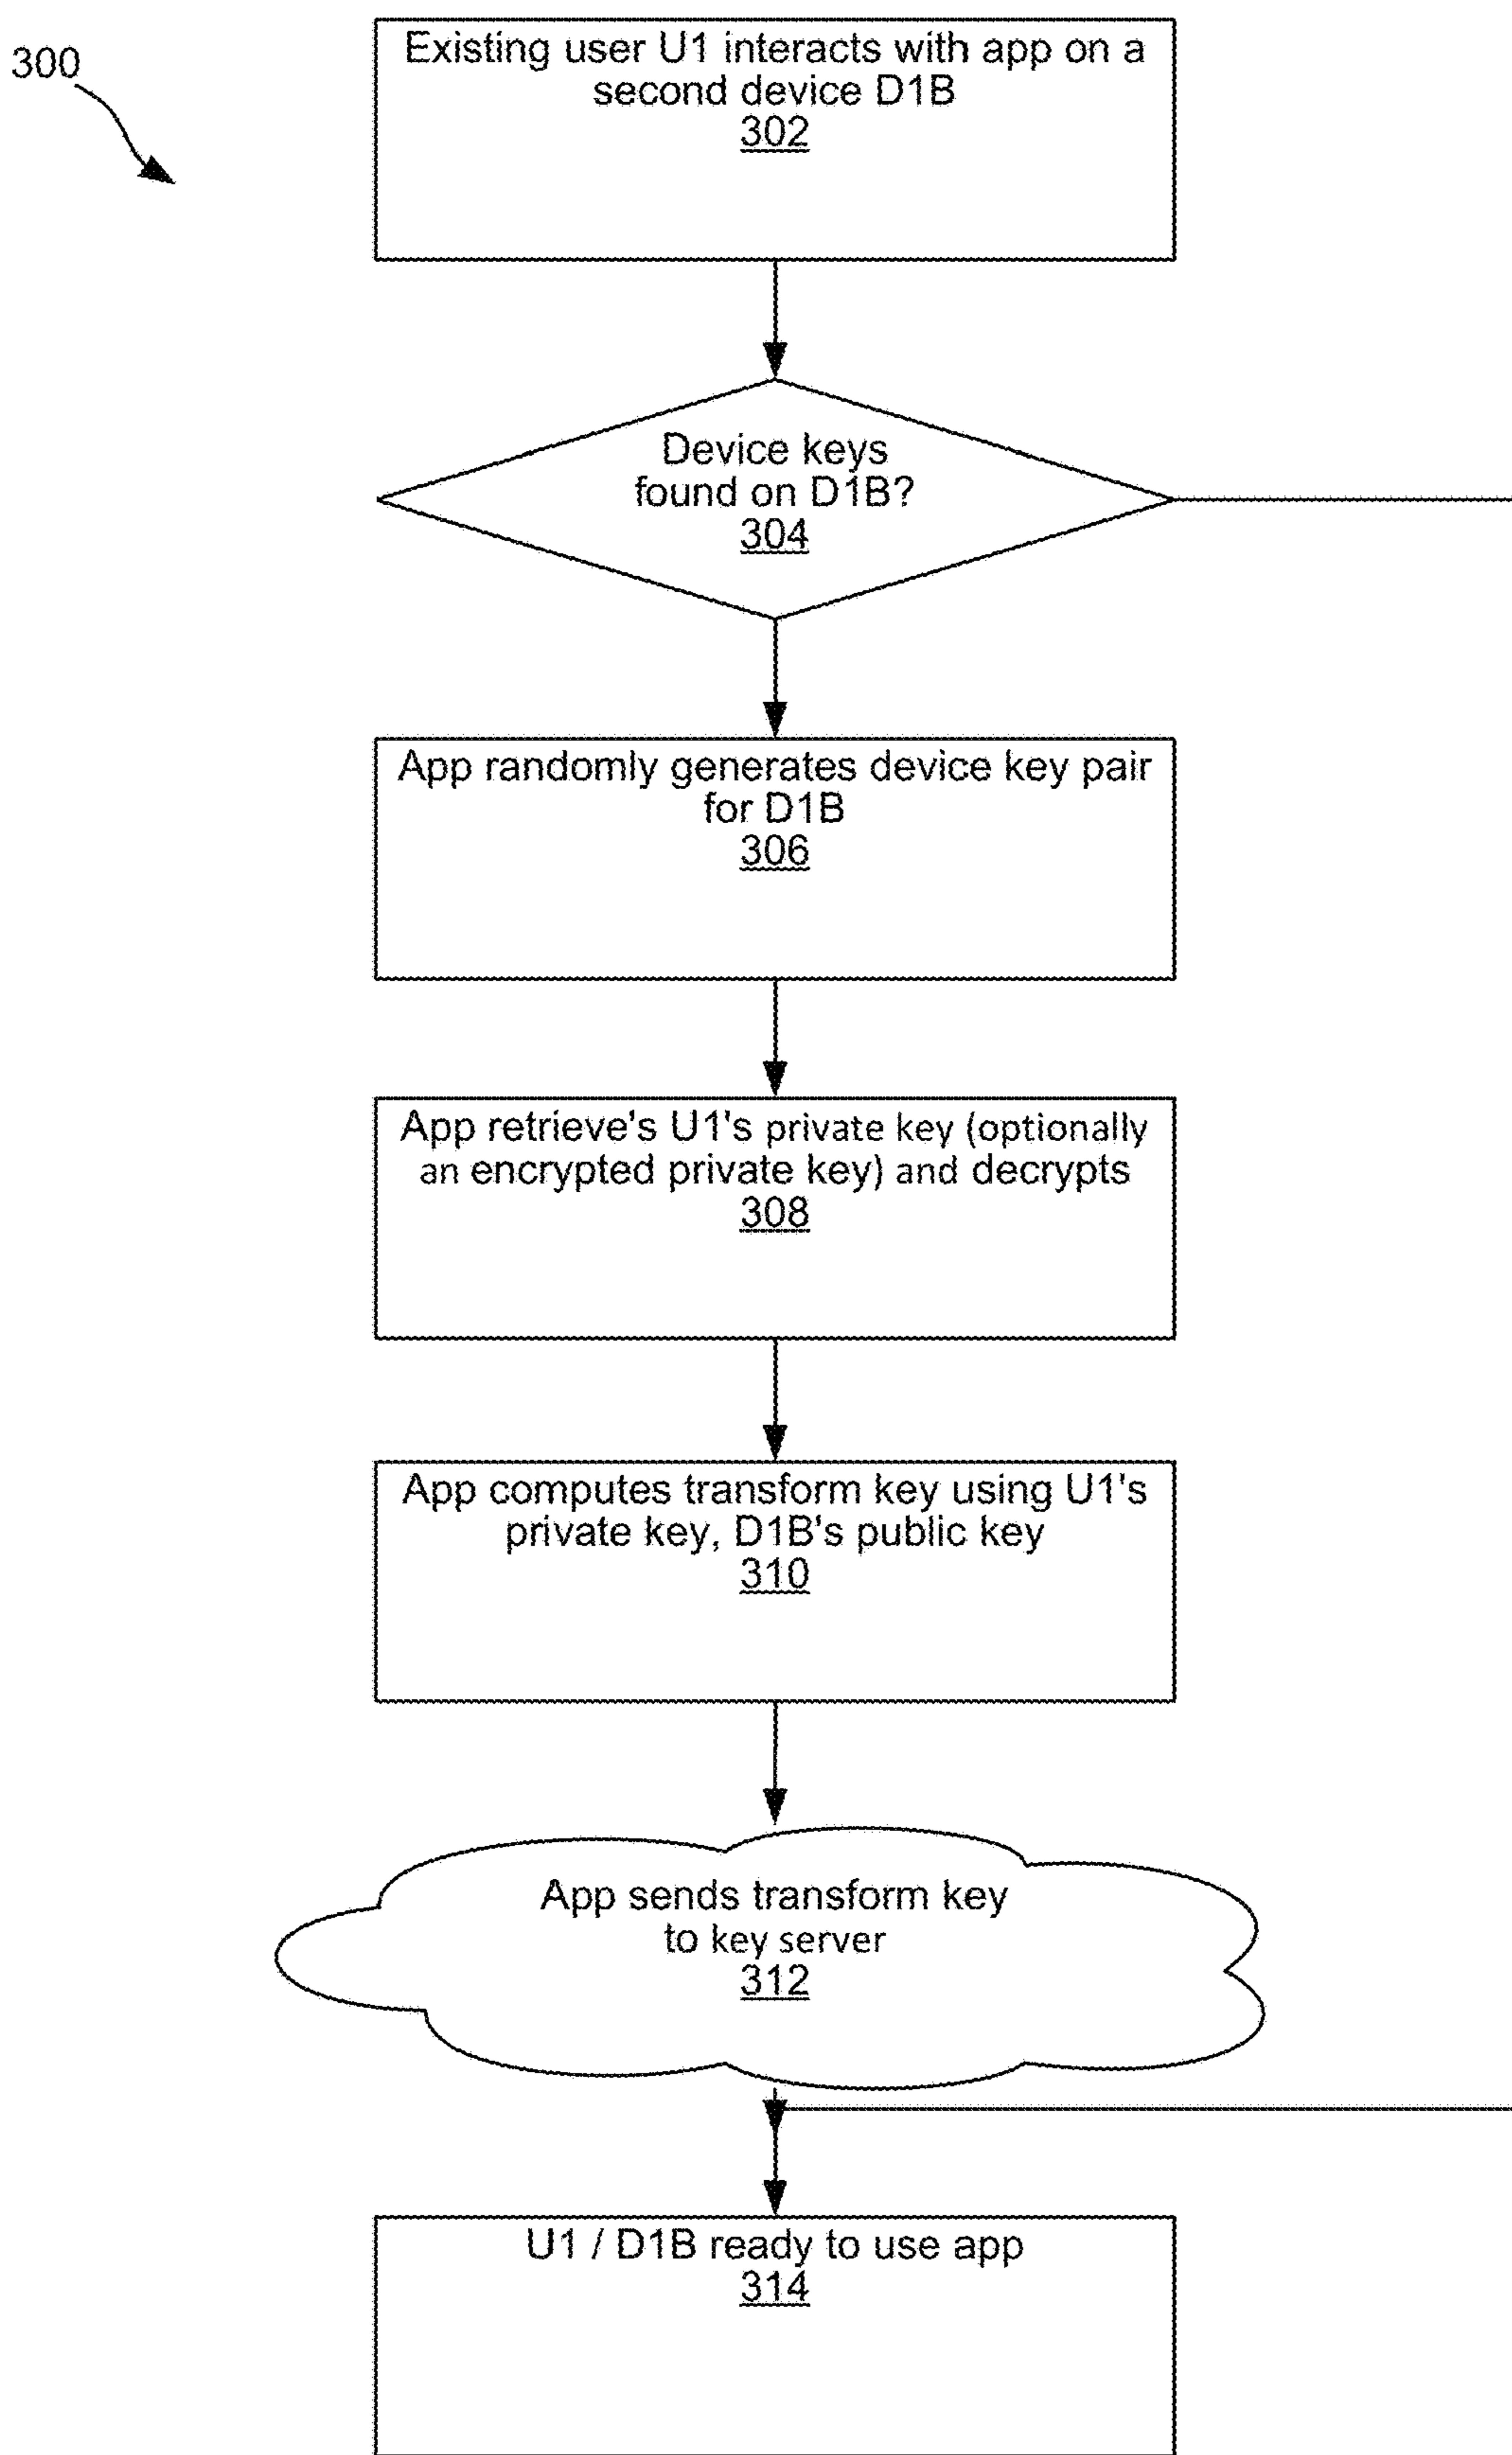 300
Existing user U1 interacts with app on a
second device D1B
302
Device keys
found on D1B?
304
App randomly generates device key pair
for D1B
306
App retrieve's U1's private key (optionally
an encrypted private key) and decrypts
308
App computes transform key using U1's
private key, D1B's public key
310
App sends transform key
to key server
312
U1 / D1B ready to use app
314